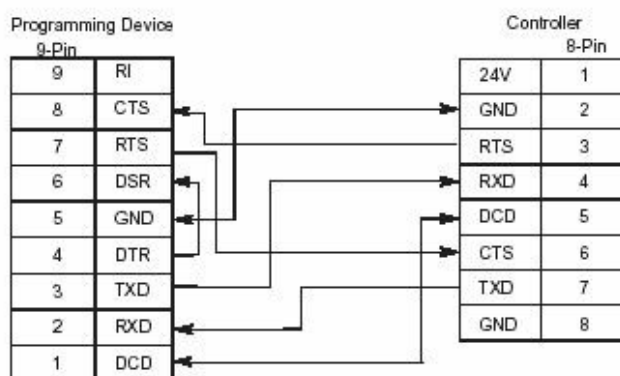 Programming Device
9-Pin
9 RI
8 CTS
7 RTS
6 DSR
5 GND
4 DTR
3 TXD
2 RXD
1 DCD
Controller
8-Pin
24V 1
GND 2
RTS 3
RXD 4
DCD 5
CTS 6
TXD 7
GND 8